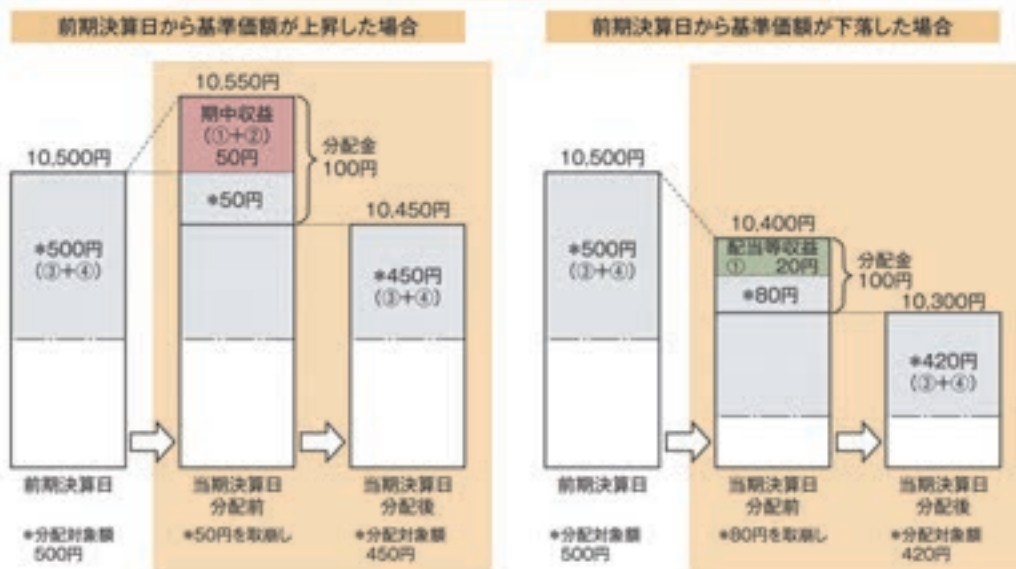 前期決算日から基準価額が上昇した場合
10,550円
期中収益
(①+②)
50円
分配金
100円
10,500円
*50円
10,450円
*500円
(③+④)
*450円
(③+④)
前期決算日
当期決算日
分配前
当期決算日
分配後
*分配対象額
500円
*50円を取崩し
*分配対象額
450円
前期決算日から基準価額が下落した場合
10,500円
10,400円
配当等収益
① 20円
分配金
100円
*500円
(③+④)
*80円
10,300円
*420円
(③+④)
前期決算日
当期決算日
分配前
当期決算日
分配後
*分配対象額
500円
*80円を取崩し
*分配対象額
420円